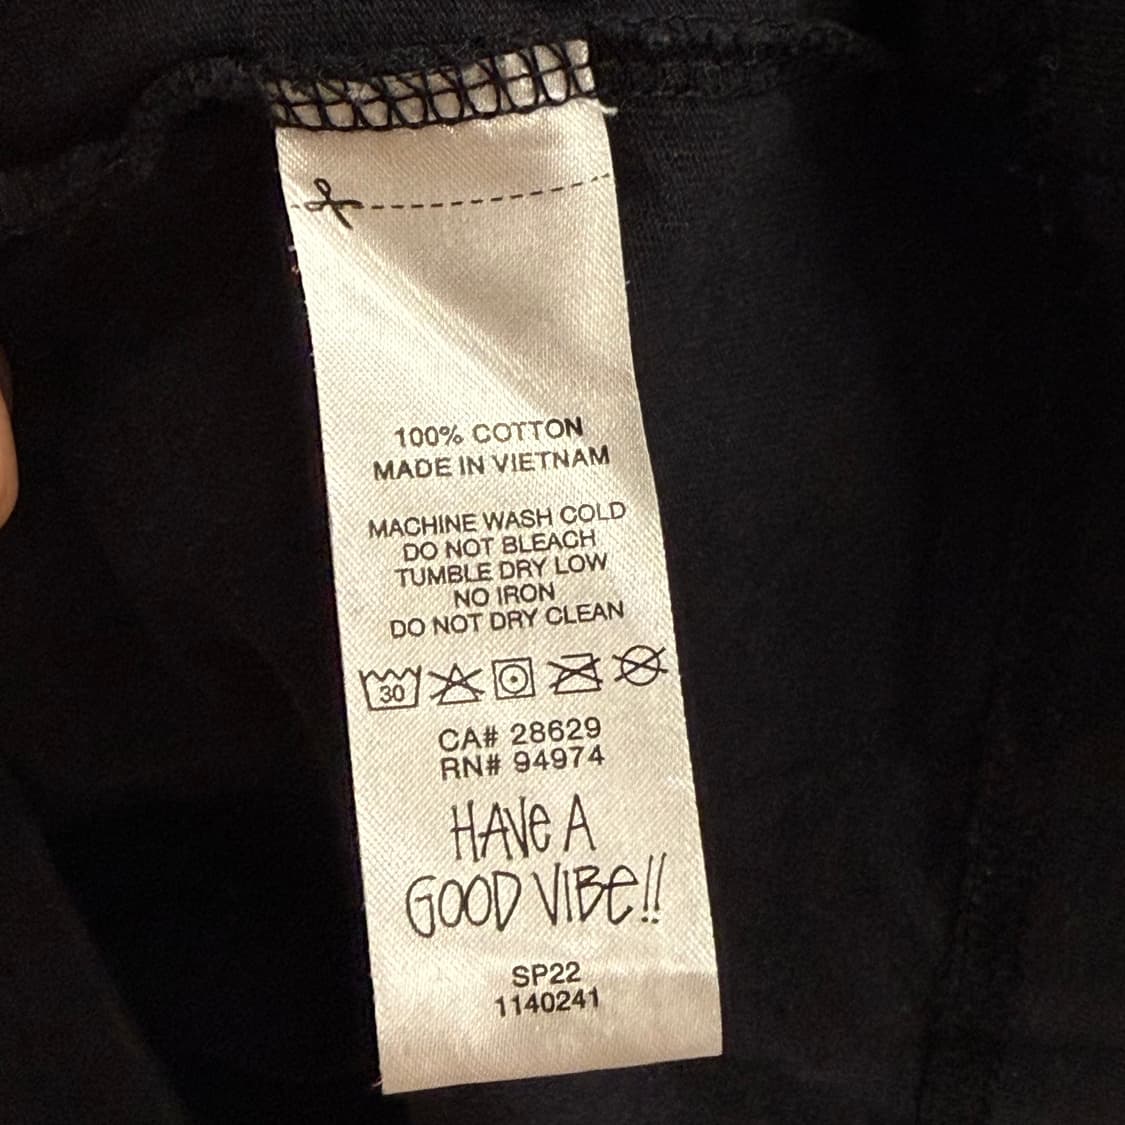 100% COTTON
MADE IN VIETNAM
MACHINE WASH COLD
DO NOT BLEACH
TUMBLE DRY LOW
NO IRON
DO NOT DRY CLEAN
30
CA# 28629
RN# 94974
HAVe A
GOOD VIBe!!
SP22
1140241